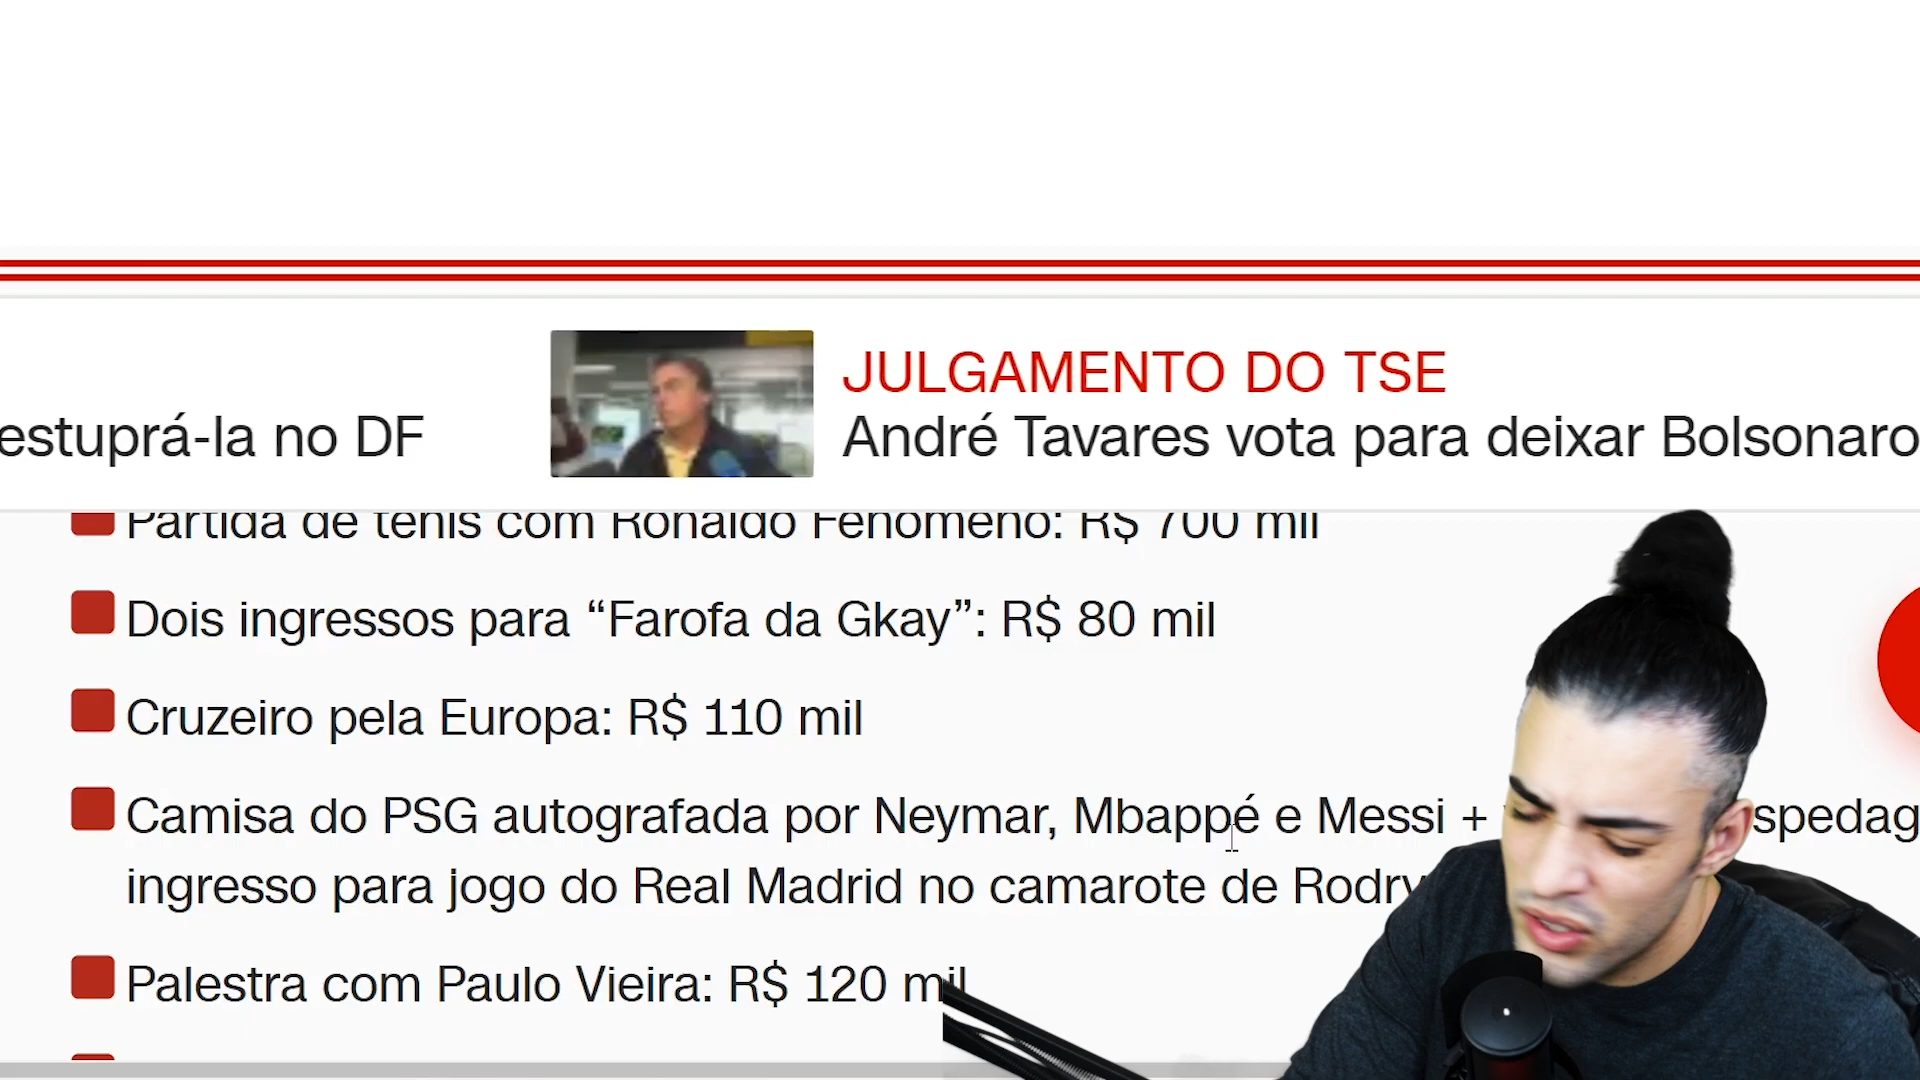 JULGAMENTO DO TSE
estuprá-la no DF
André Tavares vota para deixar Bolsonaro
Partida de tênis com Ronaldo Fenômeno: R$ 700 mil
Dois ingressos para “Farofa da Gkay”: R$ 80 mil
Cruzeiro pela Europa: R$ 110 mil
Camisa do PSG autografada por Neymar, Mbappé e Messi +
ingresso para jogo do Real Madrid no camarote de
Palestra com Paulo Vieira: R$ 120 mil